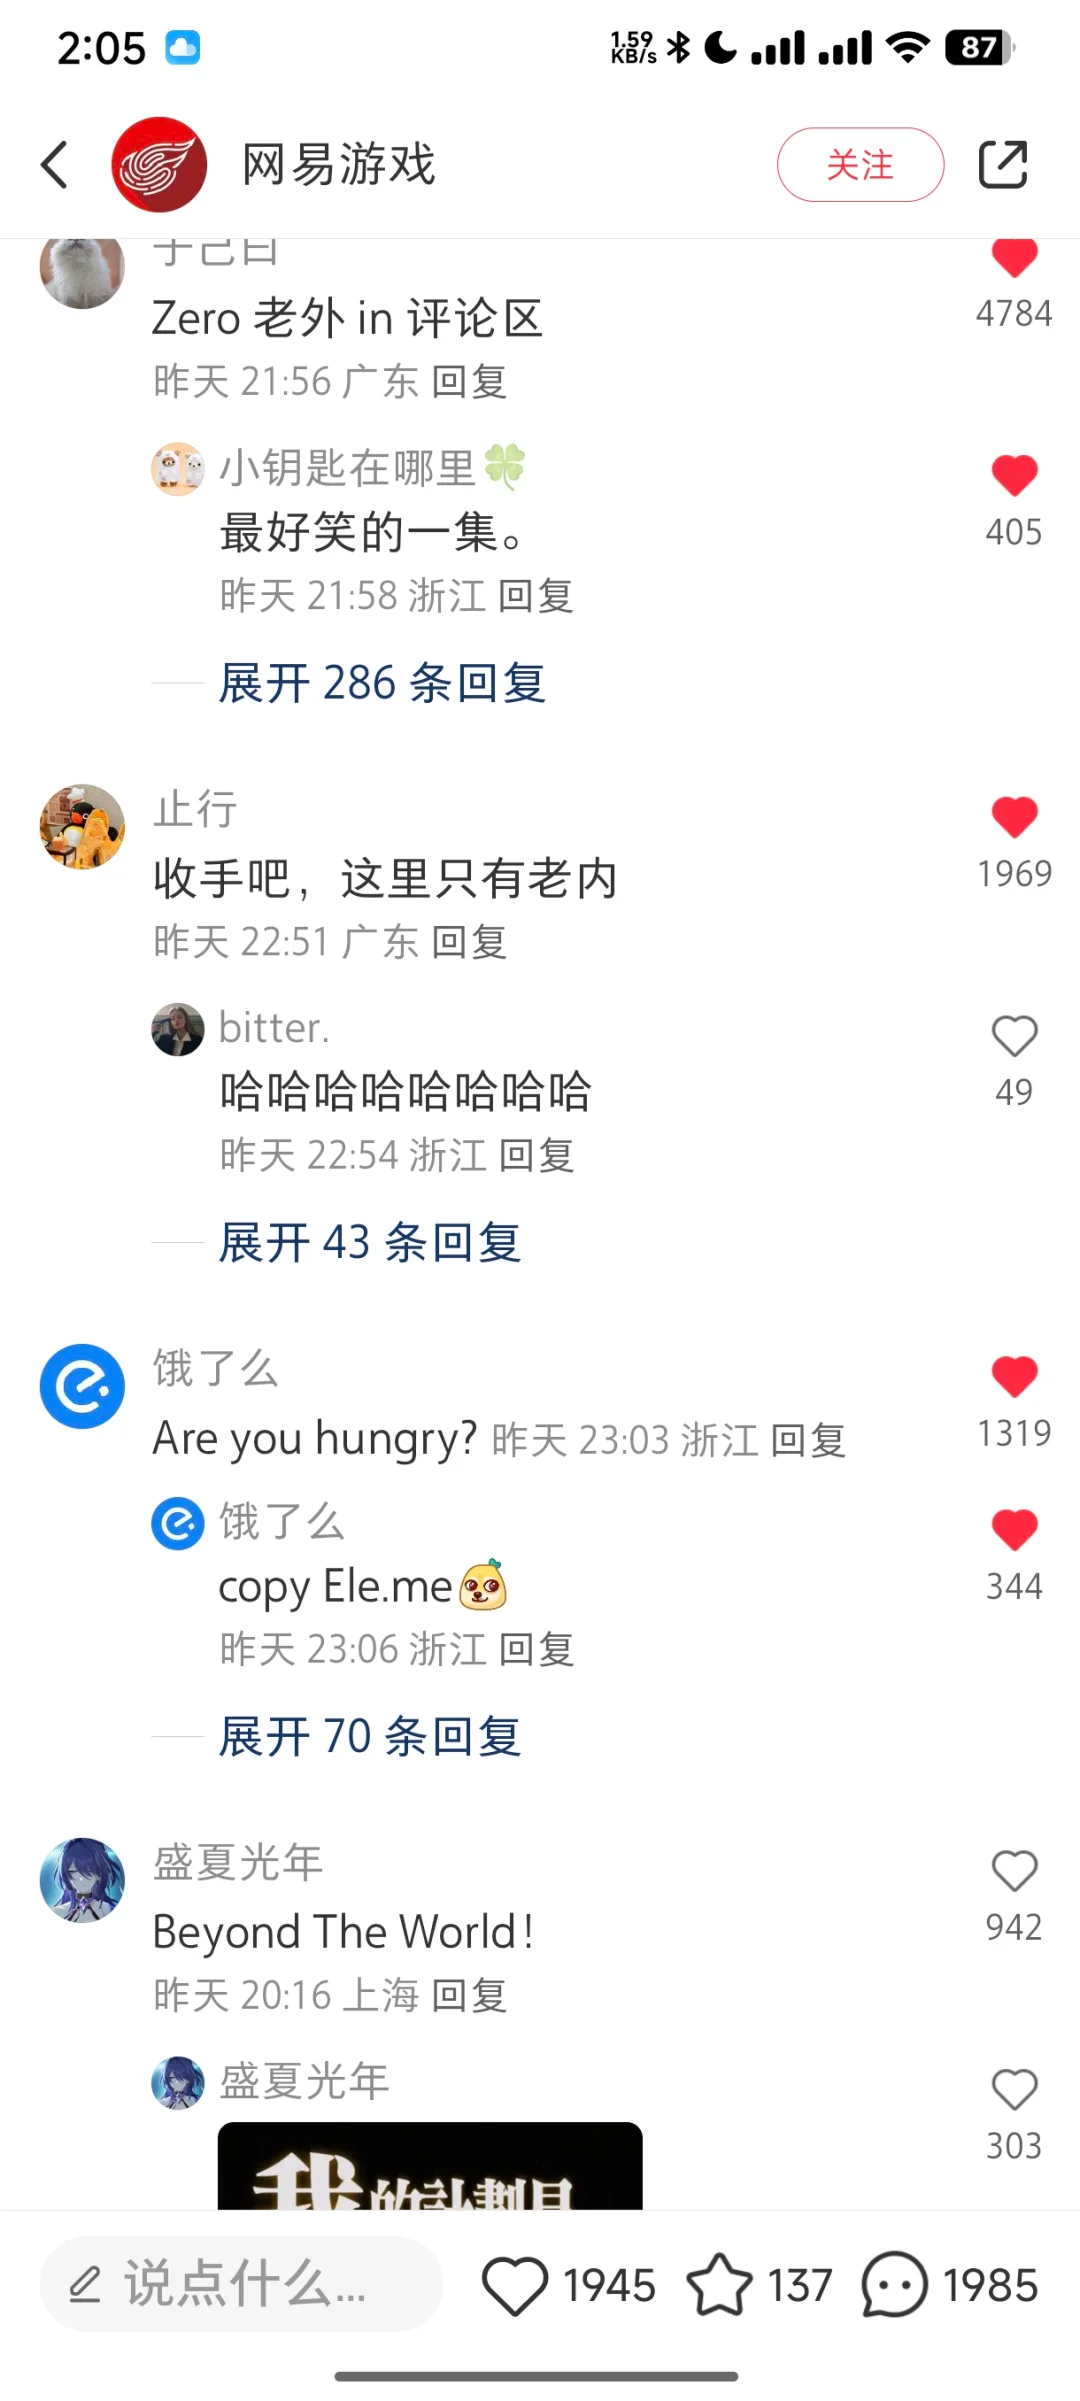 2:05
1.59 KB/s
87
网易游戏
关注
Zero 老外 in 评论区
4784
昨天 21:56 广东 回复
小钥匙在哪里🍀
最好笑的一集。
405
昨天 21:58 浙江 回复
展开 286 条回复
止行
收手吧，这里只有老内
1969
昨天 22:51 广东 回复
bitter.
哈哈哈哈哈哈哈哈
49
昨天 22:54 浙江 回复
展开 43 条回复
饿了么
Are you hungry? 昨天 23:03 浙江 回复
1319
饿了么
copy Ele.me
344
昨天 23:06 浙江 回复
展开 70 条回复
盛夏光年
Beyond The World！
942
昨天 20:16 上海 回复
盛夏光年
303
我的计劃是
说点什么...
1945
137
1985